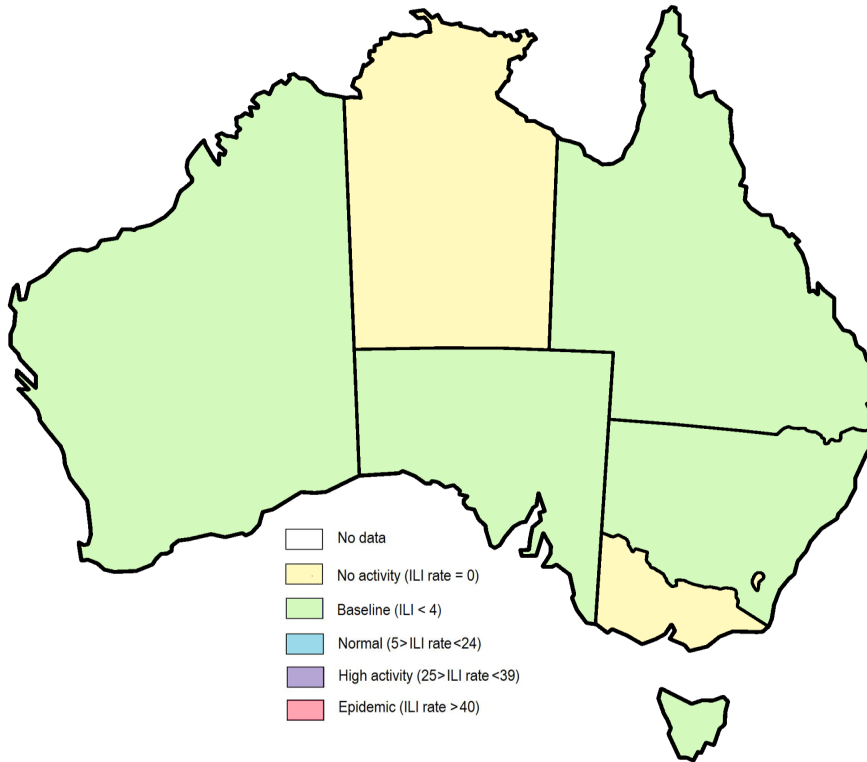 No data
No activity (ILI rate = 0)
Baseline (ILI < 4)
Normal (5>ILI rate<24)
High activity (25>ILI rate<39)
Epidemic (ILI rate >40)